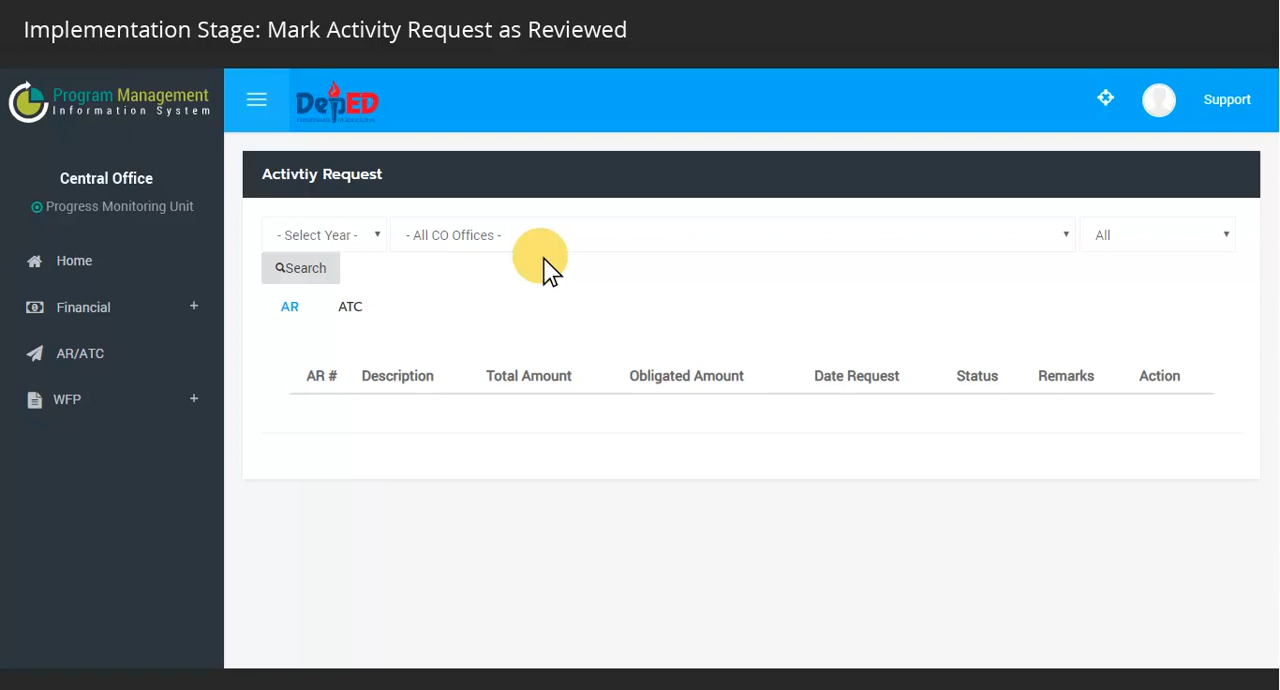 Implementation Stage: Mark Activity Request as Reviewed
Program Management
Information System
DepED
Support
Central Office
Progress Monitoring Unit
Home
Financial +
AR/ATC
WFP +
Activtiy Request
- Select Year -
- All CO Offices -
All
Search
AR ATC
AR # Description Total Amount Obligated Amount Date Request Status Remarks Action